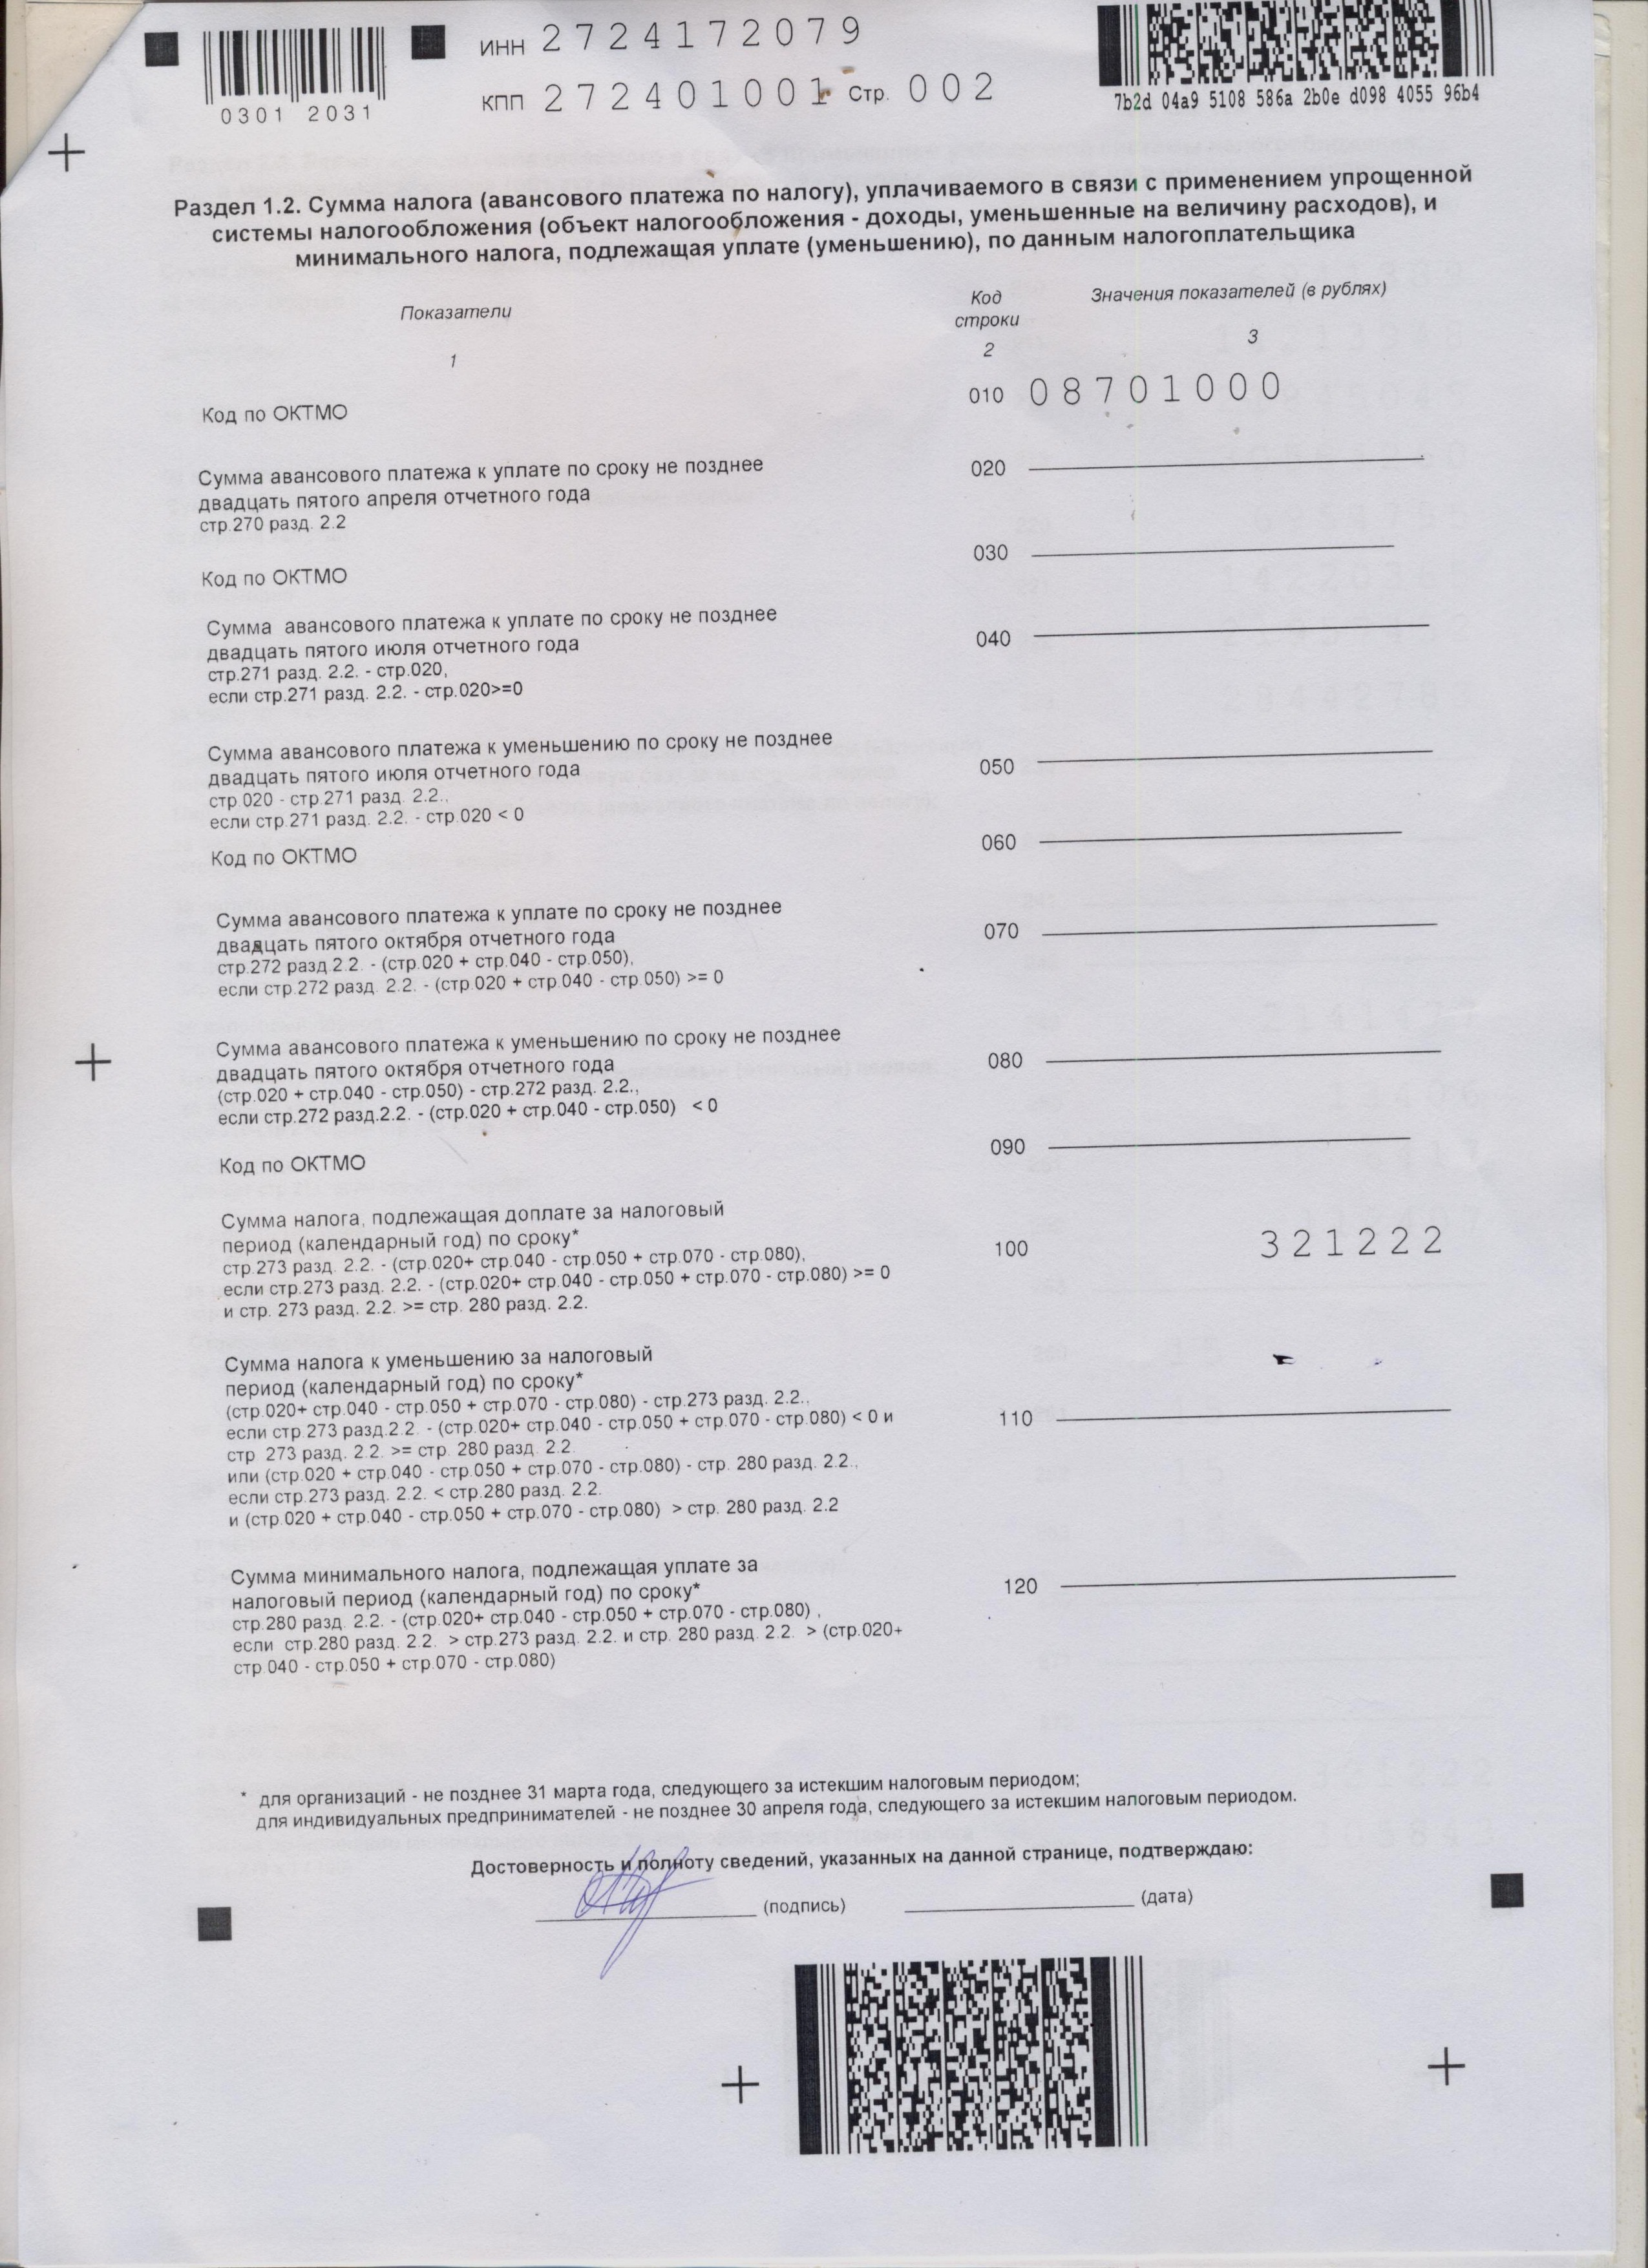 ИНН 2724172079
0301 2031
КПП 272401001 Стр. 002
7b2d 04a9 5108 586a 2b0e d098 4055 96b4
Раздел 1.2. Сумма налога (авансового платежа по налогу), уплачиваемого в связи с применением упрощенной
системы налогообложения (объект налогообложения - доходы, уменьшенные на величину расходов), и
минимального налога, подлежащая уплате (уменьшению), по данным налогоплательщика
Показатели
Код
строки
Значения показателей (в рублях)
1
2
3
Код по ОКТМО
010 08701000
Сумма авансового платежа к уплате по сроку не позднее
020
двадцать пятого апреля отчетного года
стр.270 разд. 2.2
Код по ОКТМО
030
Сумма авансового платежа к уплате по сроку не позднее
двадцать пятого июля отчетного года
040
стр.271 разд. 2.2. - стр.020,
если стр.271 разд. 2.2. - стр.020>=0
Сумма авансового платежа к уменьшению по сроку не позднее
двадцать пятого июля отчетного года
050
стр.020 - стр.271 разд. 2.2.,
если стр.271 разд. 2.2. - стр.020 < 0
Код по ОКТМО
060
Сумма авансового платежа к уплате по сроку не позднее
двадцать пятого октября отчетного года
070
стр.272 разд.2.2. - (стр.020 + стр.040 - стр.050),
если стр.272 разд. 2.2. - (стр.020 + стр.040 - стр.050) >= 0
Сумма авансового платежа к уменьшению по сроку не позднее
двадцать пятого октября отчетного года
080
(стр.020 + стр.040 - стр.050) - стр.272 разд. 2.2.,
если стр.272 разд.2.2. - (стр.020 + стр.040 - стр.050) < 0
Код по ОКТМО
090
Сумма налога, подлежащая доплате за налоговый
период (календарный год) по сроку*
100 321222
стр.273 разд. 2.2. - (стр.020+ стр.040 - стр.050 + стр.070 - стр.080),
если стр.273 разд. 2.2. - (стр.020+ стр.040 - стр.050 + стр.070 - стр.080) >= 0
и стр. 273 разд. 2.2. >= стр. 280 разд. 2.2.
Сумма налога к уменьшению за налоговый
период (календарный год) по сроку*
(стр.020+ стр.040 - стр.050 + стр.070 - стр.080) - стр.273 разд. 2.2.,
если стр.273 разд.2.2. - (стр.020+ стр.040 - стр.050 + стр.070 - стр.080) < 0 и
110
стр. 273 разд. 2.2. >= стр. 280 разд. 2.2
или (стр.020 + стр.040 - стр.050 + стр.070 - стр.080) - стр. 280 разд. 2.2.,
если стр.273 разд. 2.2. < стр.280 разд. 2.2.
и (стр.020 + стр.040 - стр.050 + стр.070 - стр.080) > стр. 280 разд. 2.2
Сумма минимального налога, подлежащая уплате за
налоговый период (календарный год) по сроку*
120
стр.280 разд. 2.2. - (стр.020+ стр.040 - стр.050 + стр.070 - стр.080) ,
если стр.280 разд. 2.2. > стр.273 разд. 2.2. и стр. 280 разд. 2.2. > (стр.020+
стр.040 - стр.050 + стр.070 - стр.080)
* для организаций - не позднее 31 марта года, следующего за истекшим налоговым периодом;
для индивидуальных предпринимателей - не позднее 30 апреля года, следующего за истекшим налоговым периодом.
Достоверность и полноту сведений, указанных на данной странице, подтверждаю:
(подпись)
(дата)